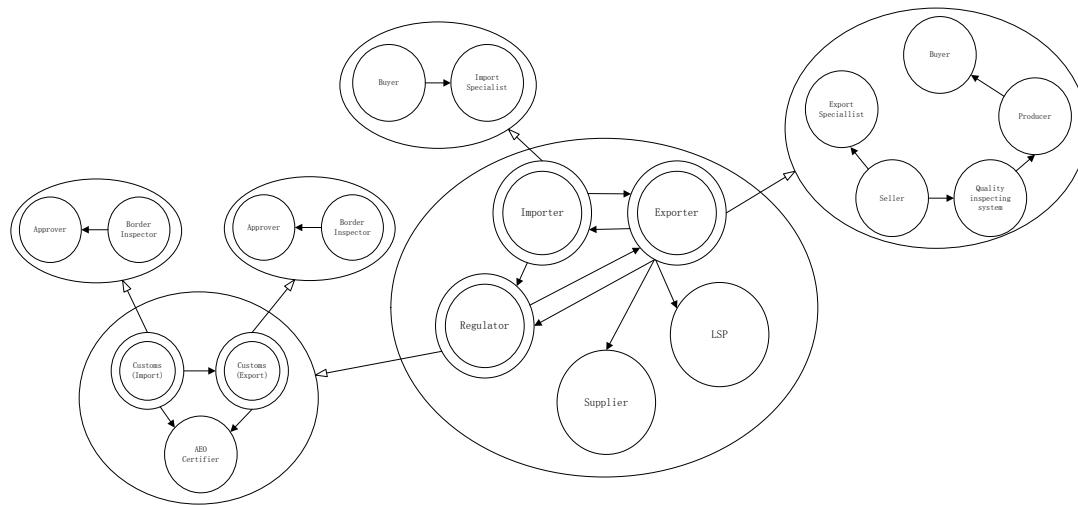 Buyer
Import
Specialist
Buyer
Export
Speciallist
Producer
Seller
Quality
inspecting
system
Importer
Exporter
Approver
Border
Inspector
Approver
Border
Inspector
Regulator
LSP
Customs
(Import)
Customs
(Export)
Supplier
AEO
Certifier